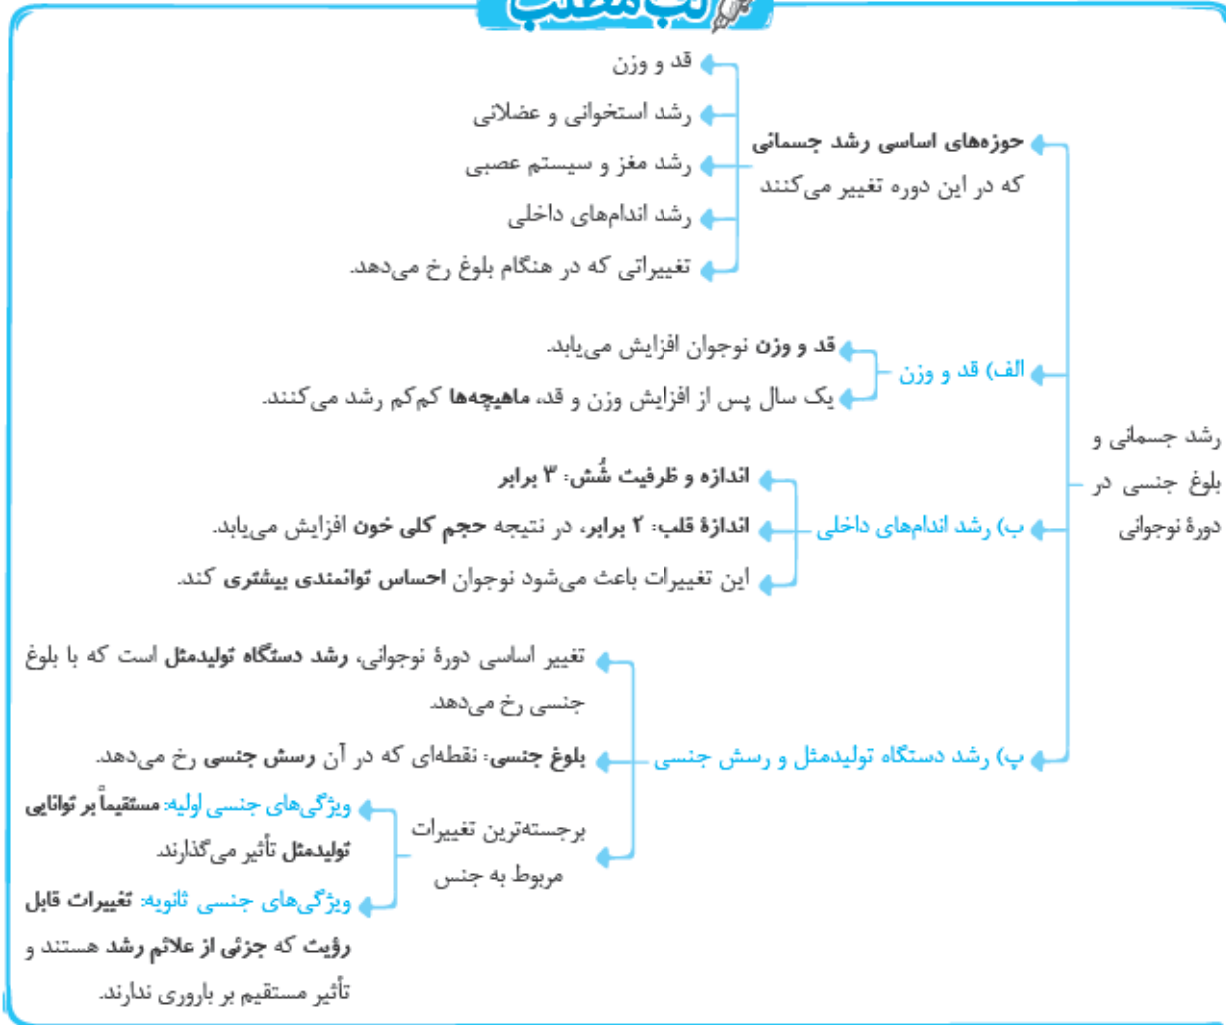 لب مطلب
رشد جسمانی و
بلوغ جنسی در
دورهٔ نوجوانی
حوزه‌های اساسی رشد جسمانی
که در این دوره تغییر می‌کنند
قد و وزن
رشد استخوانی و عضلانی
رشد مغز و سیستم عصبی
رشد اندام‌های داخلی
تغییراتی که در هنگام بلوغ رخ می‌دهد.
الف) قد و وزن
قد و وزن نوجوان افزایش می‌یابد.
یک سال پس از افزایش وزن و قد، ماهیچه‌ها کم‌کم رشد می‌کنند.
ب) رشد اندام‌های داخلی
اندازه و ظرفیت شُش: ۳ برابر
اندازهٔ قلب: ۲ برابر، در نتیجه حجم کلی خون افزایش می‌یابد.
این تغییرات باعث می‌شود نوجوان احساس توانمندی بیشتری کند.
پ) رشد دستگاه تولیدمثل و رسش جنسی
تغییر اساسی دورهٔ نوجوانی، رشد دستگاه تولیدمثل است که با بلوغ
جنسی رخ می‌دهد.
بلوغ جنسی: نقطه‌ای که در آن رسش جنسی رخ می‌دهد.
برجسته‌ترین تغییرات
مربوط به جنس
ویژگی‌های جنسی اولیه: مستقیماً بر توانایی
تولیدمثل تأثیر می‌گذارند.
ویژگی‌های جنسی ثانویه: تغییرات قابل
رؤیت که جزئی از علائم رشد هستند و
تأثیر مستقیم بر باروری ندارند.